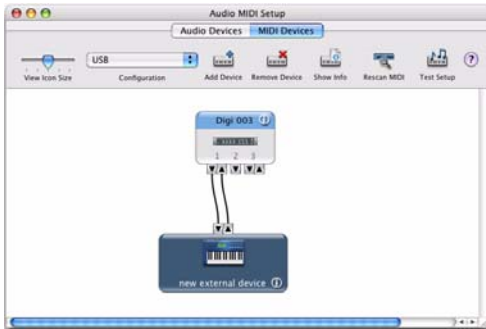 Audio MIDI Setup
Audio Devices MIDI Devices
USB
View Icon Size Configuration Add Device Remove Device Show Info Rescan MIDI Test Setup ?
Digi 003 i
1 2 3
new external device i